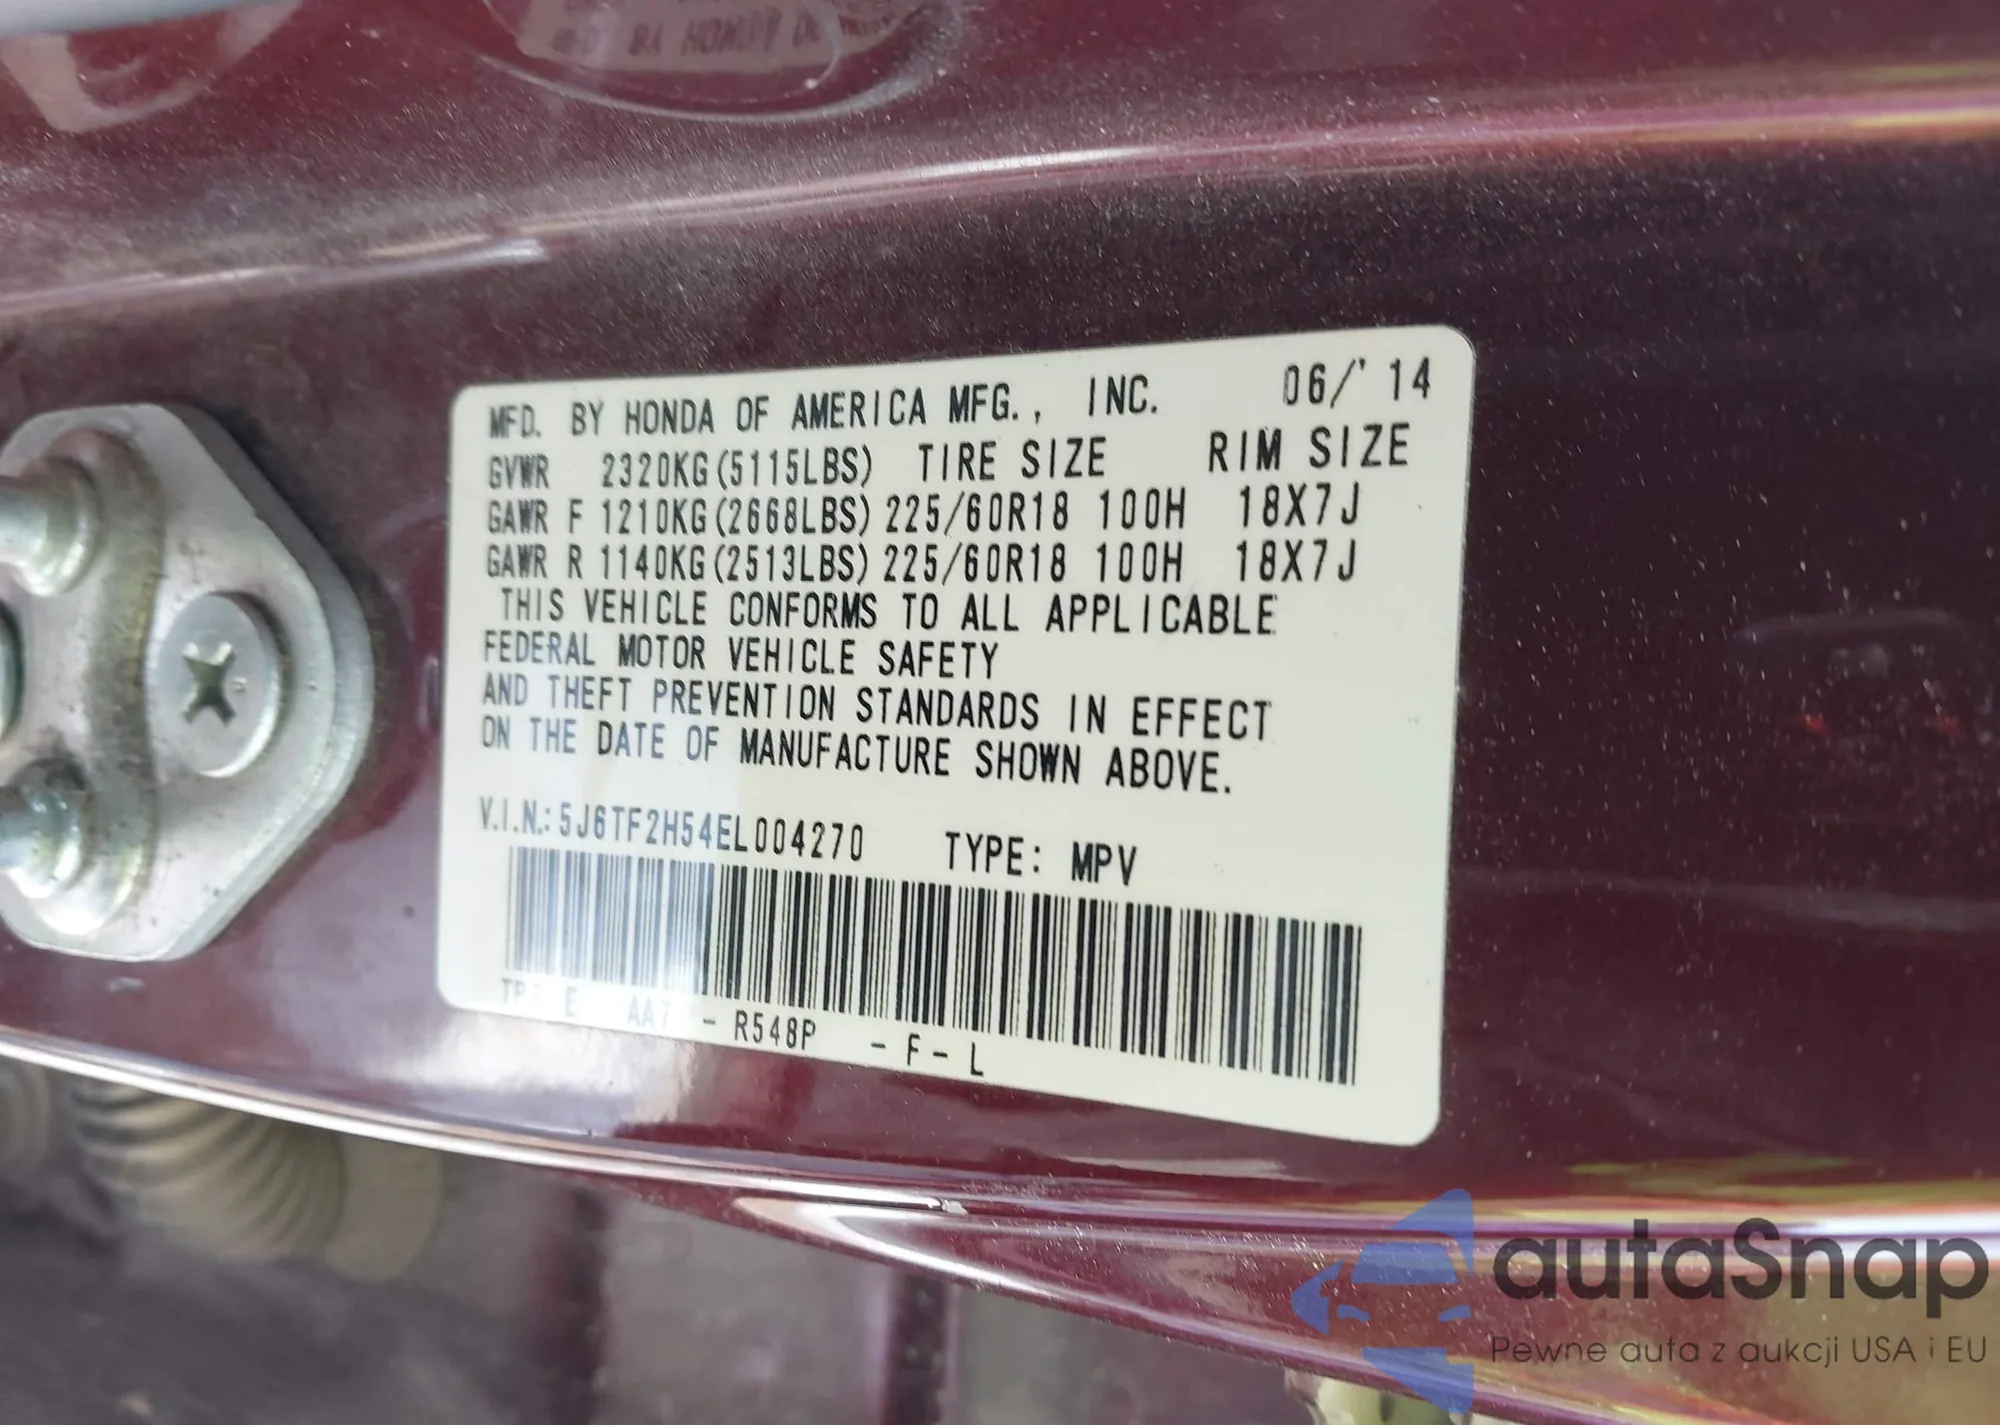 MFD. BY HONDA OF AMERICA MFG., INC. 06/'14
GVWR 2320KG(5115LBS) TIRE SIZE RIM SIZE
GAWR F 1210KG(2668LBS) 225/60R18 100H 18X7J
GAWR R 1140KG(2513LBS) 225/60R18 100H 18X7J
THIS VEHICLE CONFORMS TO ALL APPLICABLE
FEDERAL MOTOR VEHICLE SAFETY
AND THEFT PREVENTION STANDARDS IN EFFECT
ON THE DATE OF MANUFACTURE SHOWN ABOVE.
V.I.N.: 5J6TF2H54EL004270 TYPE: MPV
TP7 E AA7 - R548P - F - L
autaSnap
Pewne auta z aukcji USA i EU